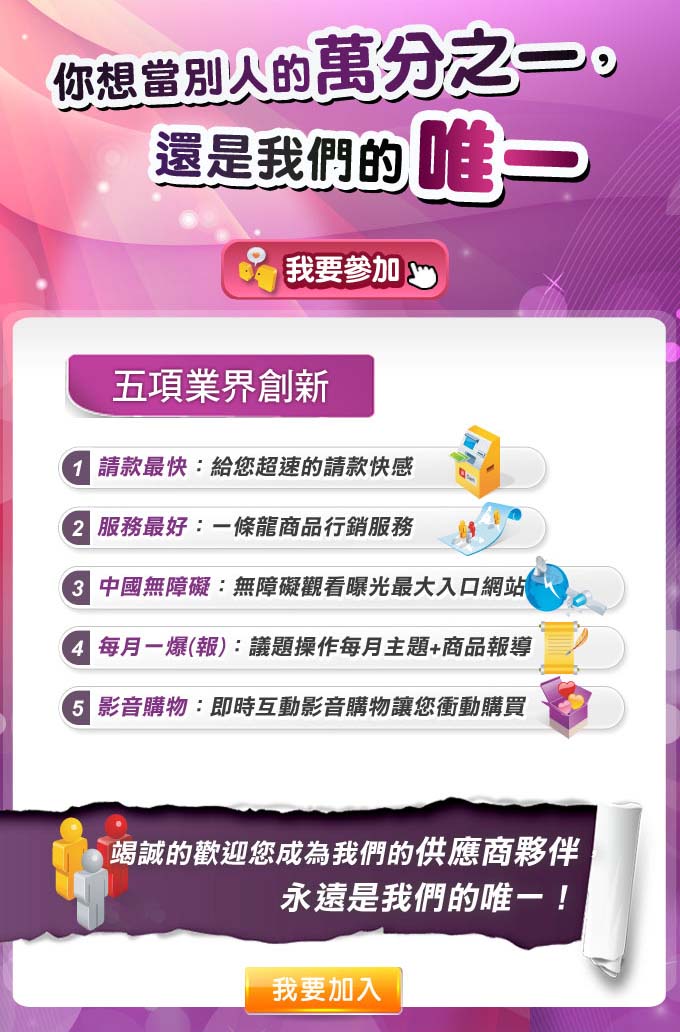 你想當別人的萬分之一，
還是我們的唯一
我要參加
五項業界創新
1 請款最快：給您超速的請款快感
2 服務最好：一條龍商品行銷服務
3 中國無障礙：無障礙觀看曝光最大入口網站
4 每月一爆(報)：議題操作每月主題+商品報導
5 影音購物：即時互動影音購物讓您衝動購買
竭誠的歡迎您成為我們的供應商夥伴
永遠是我們的唯一！
我要加入